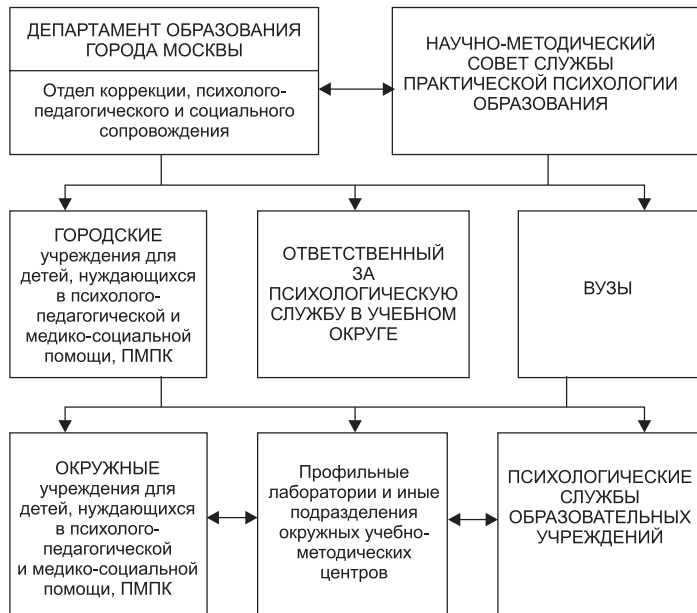 ДЕПАРТАМЕНТ ОБРАЗОВАНИЯ
ГОРОДА МОСКВЫ
Отдел коррекции, психолого-
педагогического и социального
сопровождения
НАУЧНО-МЕТОДИЧЕСКИЙ
СОВЕТ СЛУЖБЫ
ПРАКТИЧЕСКОЙ ПСИХОЛОГИИ
ОБРАЗОВАНИЯ
ГОРОДСКИЕ
учреждения для
детей, нуждающихся
в психолого-
педагогической и
медико-социальной
помощи, ПМПК
ОТВЕТСТВЕННЫЙ
ЗА
ПСИХОЛОГИЧЕСКУЮ
СЛУЖБУ В УЧЕБНОМ
ОКРУГЕ
ВУЗЫ
ОКРУЖНЫЕ
учреждения для
детей, нуждающихся
в психолого-
педагогической
и медико-социальной
помощи, ПМПК
Профильные
лаборатории и иные
подразделения
окружных учебно-
методических
центров
ПСИХОЛОГИЧЕСКИЕ
СЛУЖБЫ
ОБРАЗОВАТЕЛЬНЫХ
УЧРЕЖДЕНИЙ